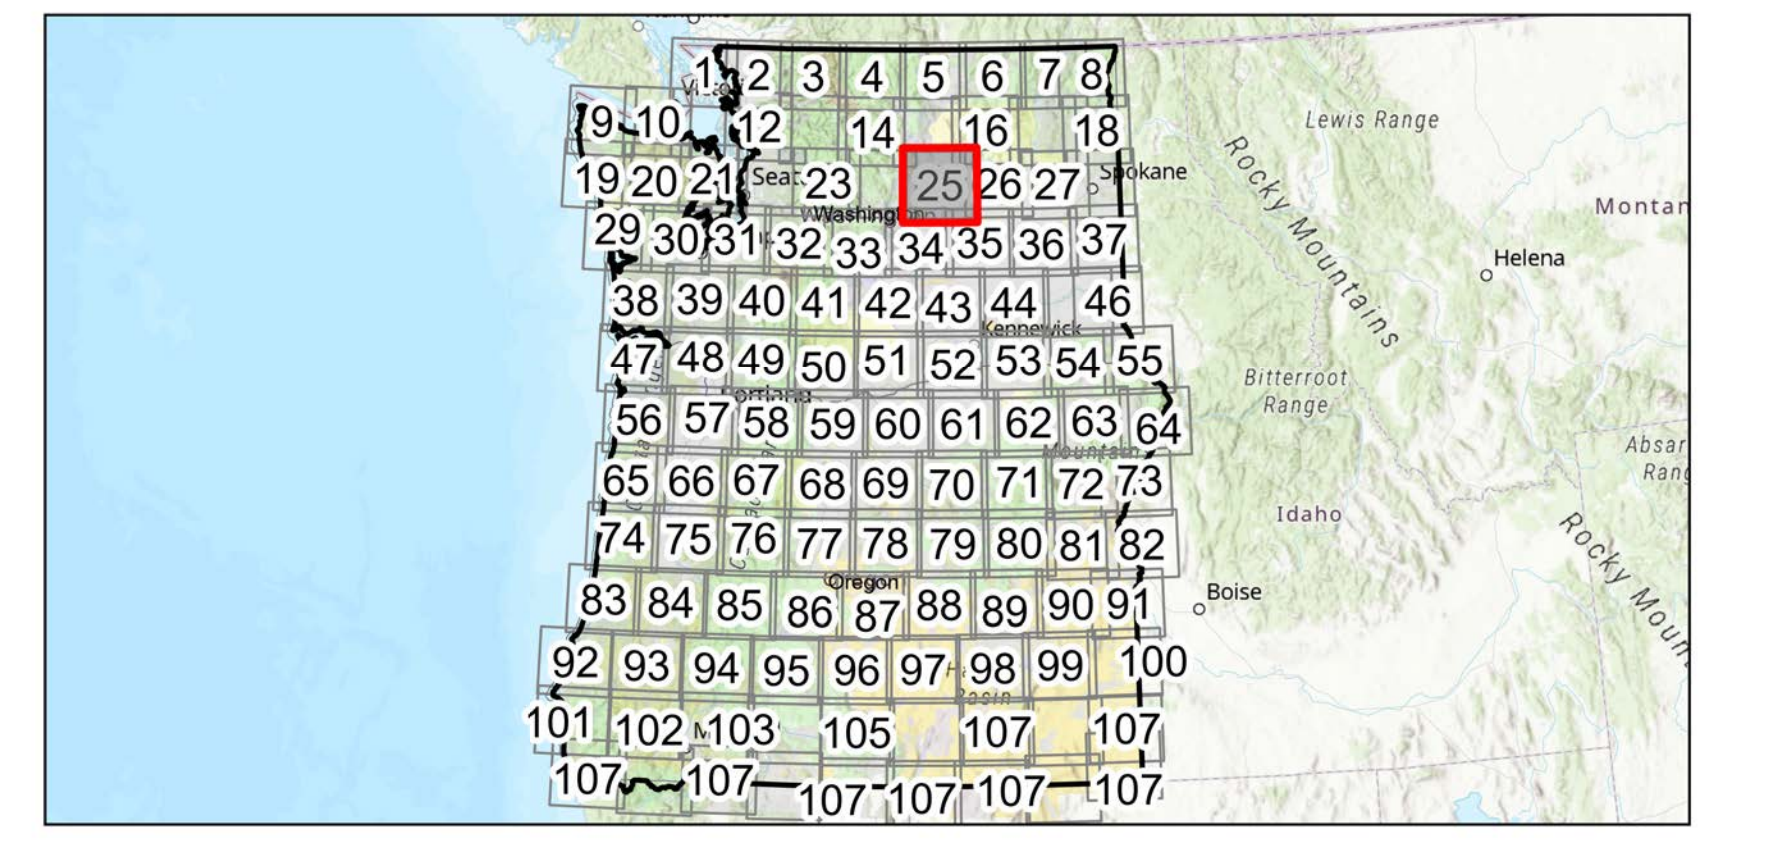 1 2 3 4 5 6 7 8
9 10 12 14 16 18
Lewis Range
19 20 21 23 25 26 27
Spokane
Rocky Mountains
Washington
Montan
29 30 31 32 33 34 35 36 37
Helena
38 39 40 41 42 43 44 46
Kennewick
47 48 49 50 51 52 53 54 55
Bitterroot
Range
Portland
56 57 58 59 60 61 62 63 64
Mountain
Absar
Rang
65 66 67 68 69 70 71 72 73
Idaho
74 75 76 77 78 79 80 81 82
Rocky Moun
Oregon
Boise
83 84 85 86 87 88 89 90 91
92 93 94 95 96 97 98 99 100
Basin
101 102 103 105 107 107
107 107 107 107 107 107